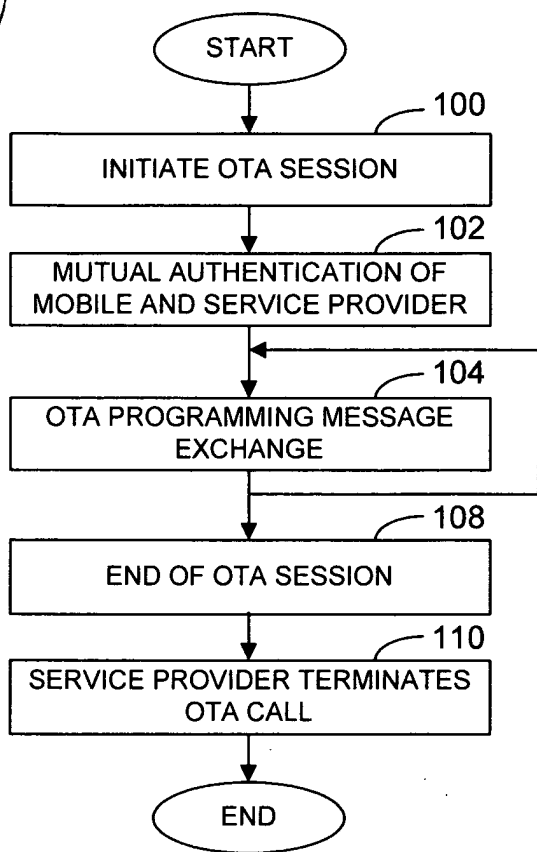 START
100
INITIATE OTA SESSION
102
MUTUAL AUTHENTICATION OF
MOBILE AND SERVICE PROVIDER
104
OTA PROGRAMMING MESSAGE
EXCHANGE
108
END OF OTA SESSION
110
SERVICE PROVIDER TERMINATES
OTA CALL
END